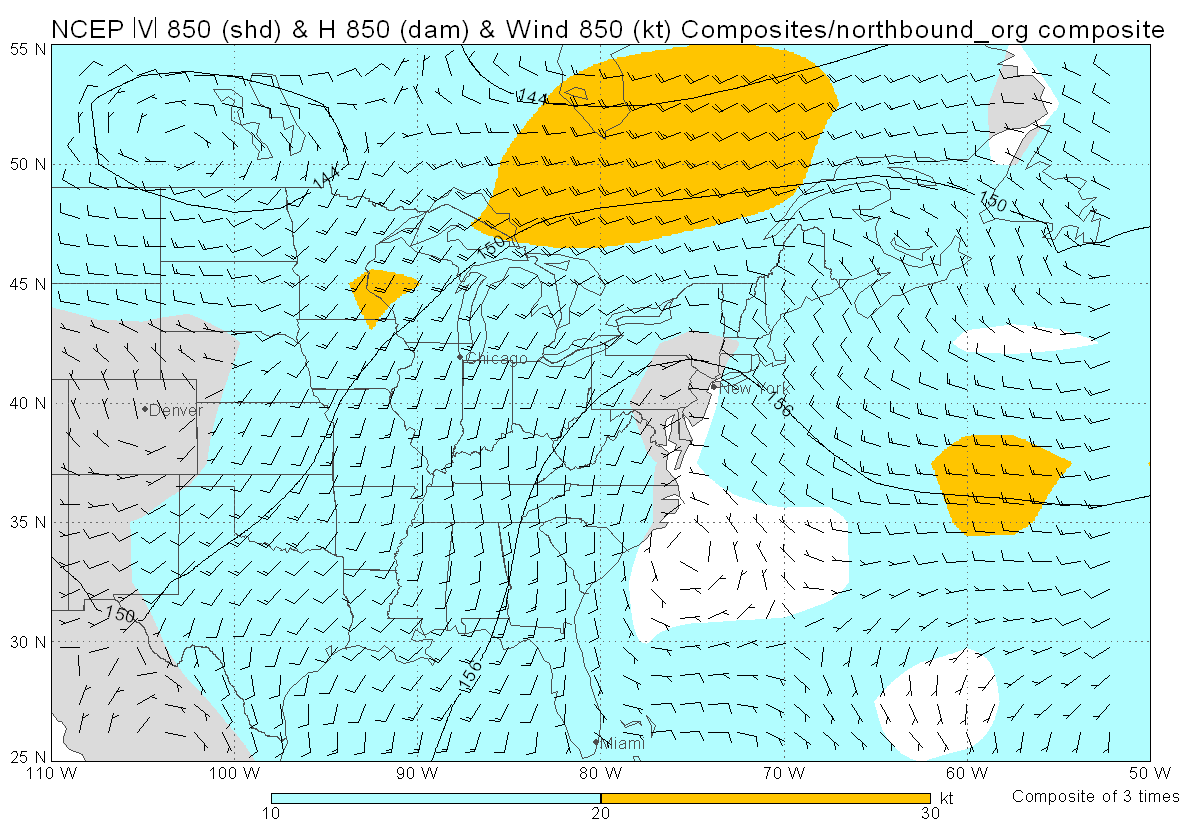 NCEP |V| 850 (shd) & H 850 (dam) & Wind 850 (kt) Composites/northbound_org composite
55 N
144
50 N
144
150
150
45 N
Chicago
New York
40 N
Denver
156
35 N
150
30 N
156
Miami
25 N
110 W 100 W 90 W 80 W 70 W 60 W 50 W
kt
Composite of 3 times
10 20 30